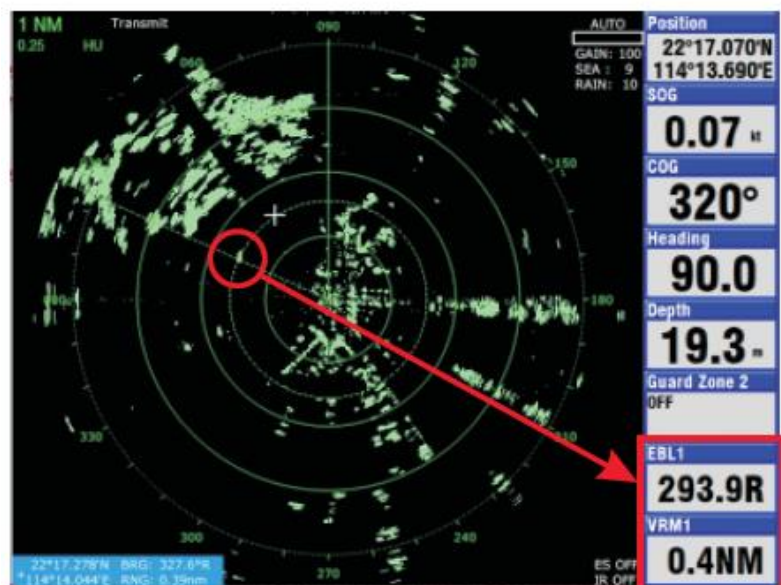 1 NM
Transmit
0.25
HU
AUTO
GAIN: 100
SEA : 9
RAIN: 10
090
060
120
150
000
180
330
210
300
240
270
Position
22°17.070'N
114°13.690'E
SOG
0.07 kt
COG
320°
Heading
90.0
Depth
19.3 m
Guard Zone 2
OFF
EBL1
293.9R
VRM1
0.4NM
22°17.278'N BRG: 327.6°R
+114°14.044'E RNG: 0.39nm
ES OFF
IR OFF